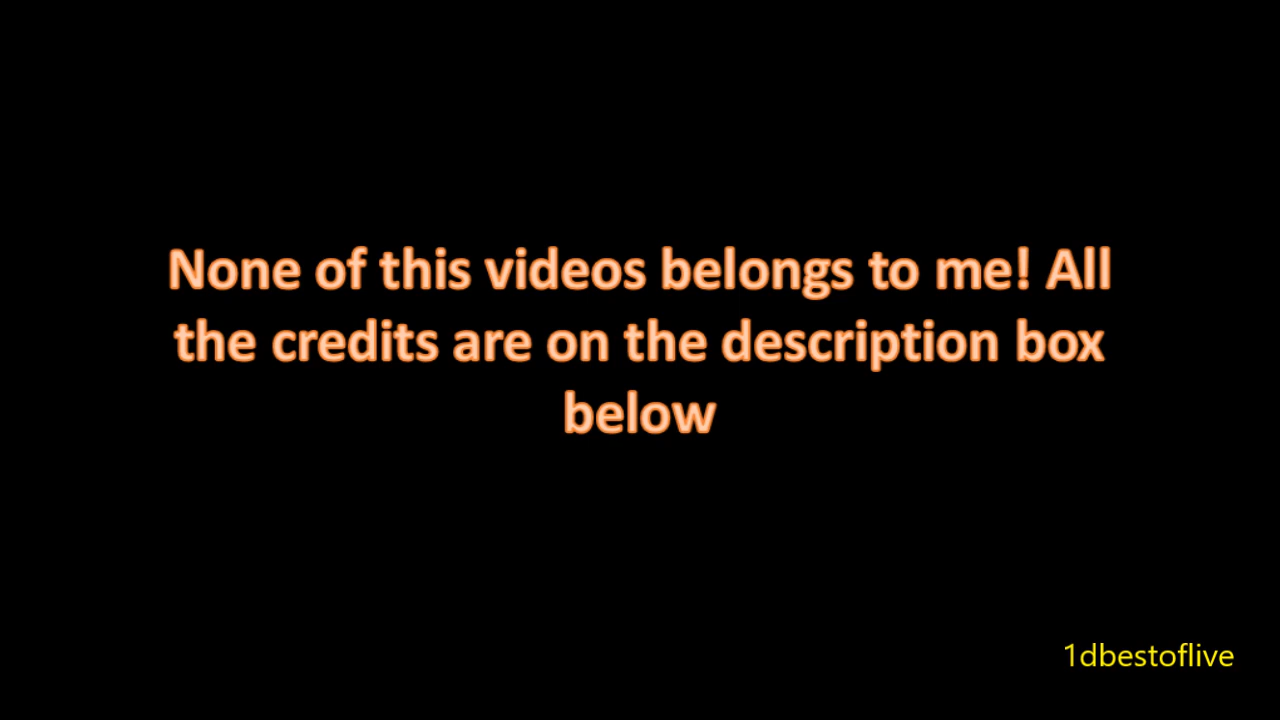 None of this videos belongs to me! All
the credits are on the description box
below
1dbestoflive